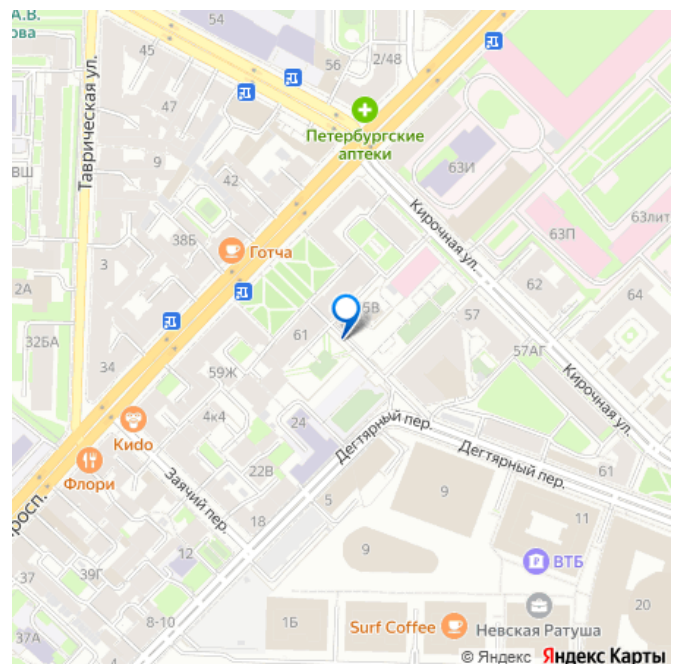 А.В.
ова
54
45
56
2/48
Таврическая ул.
Петербургские
аптеки
47
9
ВШ
42
63И
Кирочная ул.
63лит
63П
38Б
Готча
3
2А
62
64
5В
57
61
32БА
34
57АГ
59Ж
Кирочная ул.
4к4
Кидо
24
Дегтярный пер.
Дегтярный пер.
61
Флори
Заячий пер.
22В
9
росп.
18
5
11
12
9
ВТБ
37
39Г
20
8-10
1Б
Surf Coffee
Невская Ратуша
37А
© Яндекс Яндекс Карты